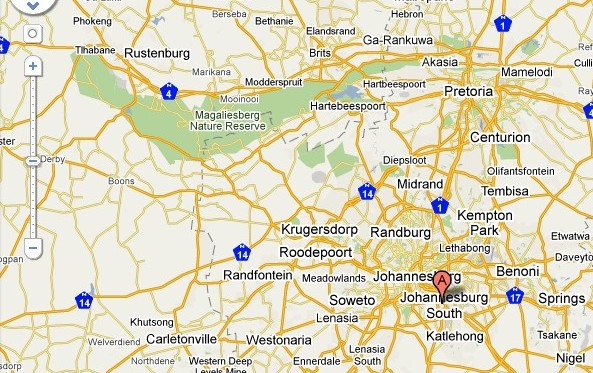 Hebron
Phokeng
Berseba
Bethanie
Elandsrand
Ga-Rankuwa
1
4
Thabane
Rustenburg
Brits
Rethab
Akasia
Marikana
Modderspruit
Hartbeespoort
Mamelodi
4
Mooinooi
Hartebeespoort
Pretoria
4
Magaliesberg
Nature Reserve
Centurion
Derby
Diepsloot
Olifantsfontein
Boons
Midrand
Tembisa
14
1
Kempton
Park
Krugersdorp
Randburg
Etwatwa
14
Roodepoort
Lethabong
Daveyto
Randfontein
Meadowlands
Johannesburg
Benoni
A
14
Soweto
Johannesburg
South
17
Springs
Khutsong
Lenasia
Welverdiend
Carletonville
Westonaria
Katlehong
Tsakane
Northdene
Western Deep
Levels Mine
Ennerdale
Lenasia
South
Nigel